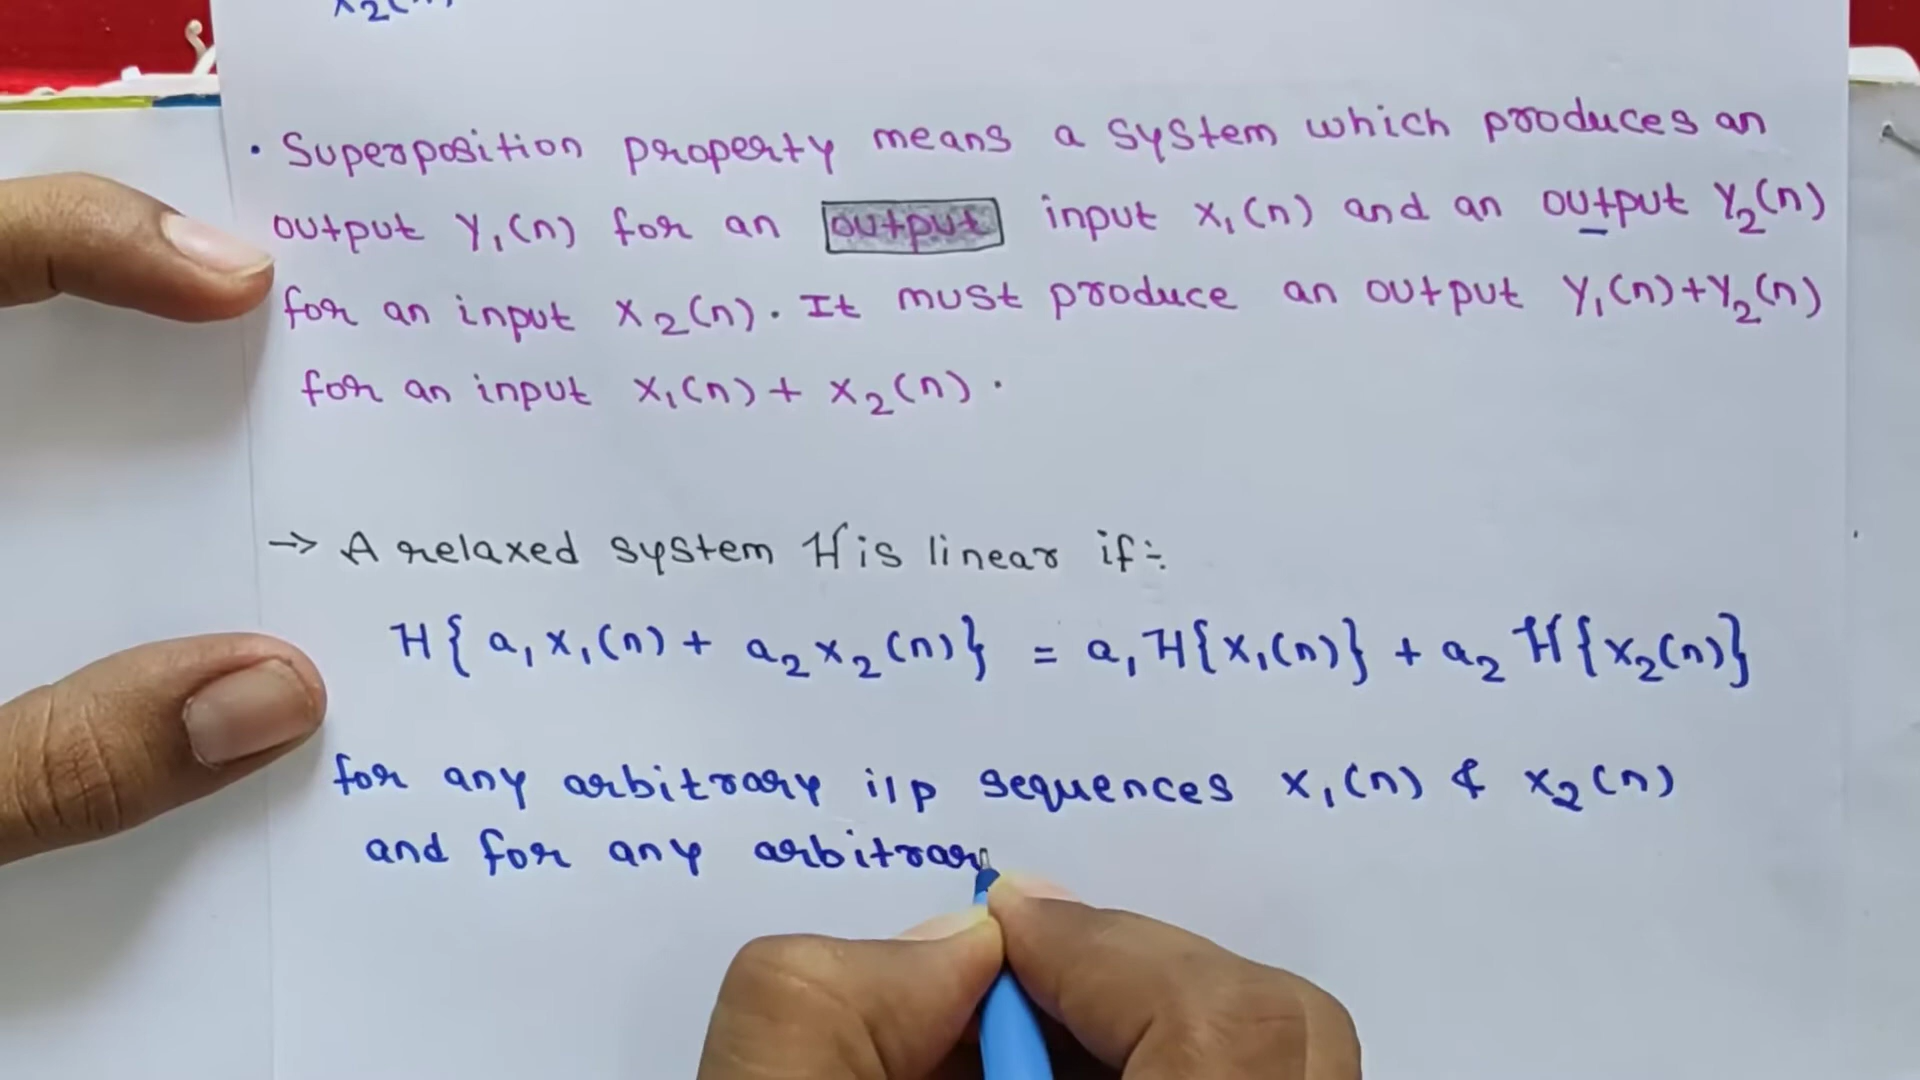 x2(n)
• Superposition property means a system which produces an
output y1(n) for an output input x1(n) and an output y2(n)
for an input x2(n). It must produce an output y1(n)+y2(n)
for an input x1(n) + x2(n).
→ A relaxed system H is linear if:-
H{ a1x1(n) + a2x2(n)} = a1H{x1(n)} + a2 H{x2(n)}
for any arbitrary i/p sequences x1(n) & x2(n)
and for any arbitrary